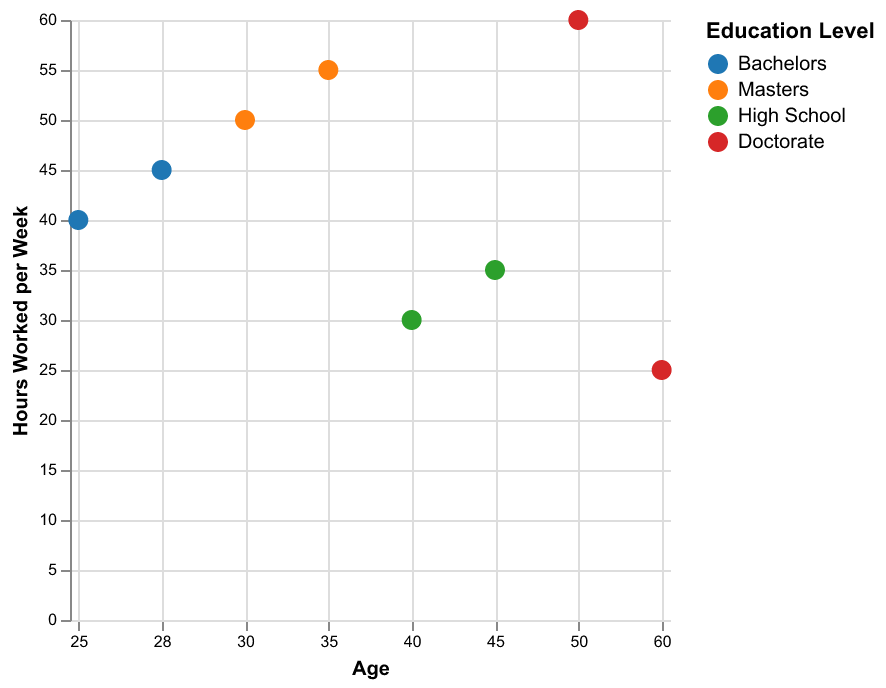 60
55
50
45
40
35
30
25
20
15
10
5
0
Hours Worked per Week
25 28 30 35 40 45 50 60
Age
Education Level
Bachelors
Masters
High School
Doctorate